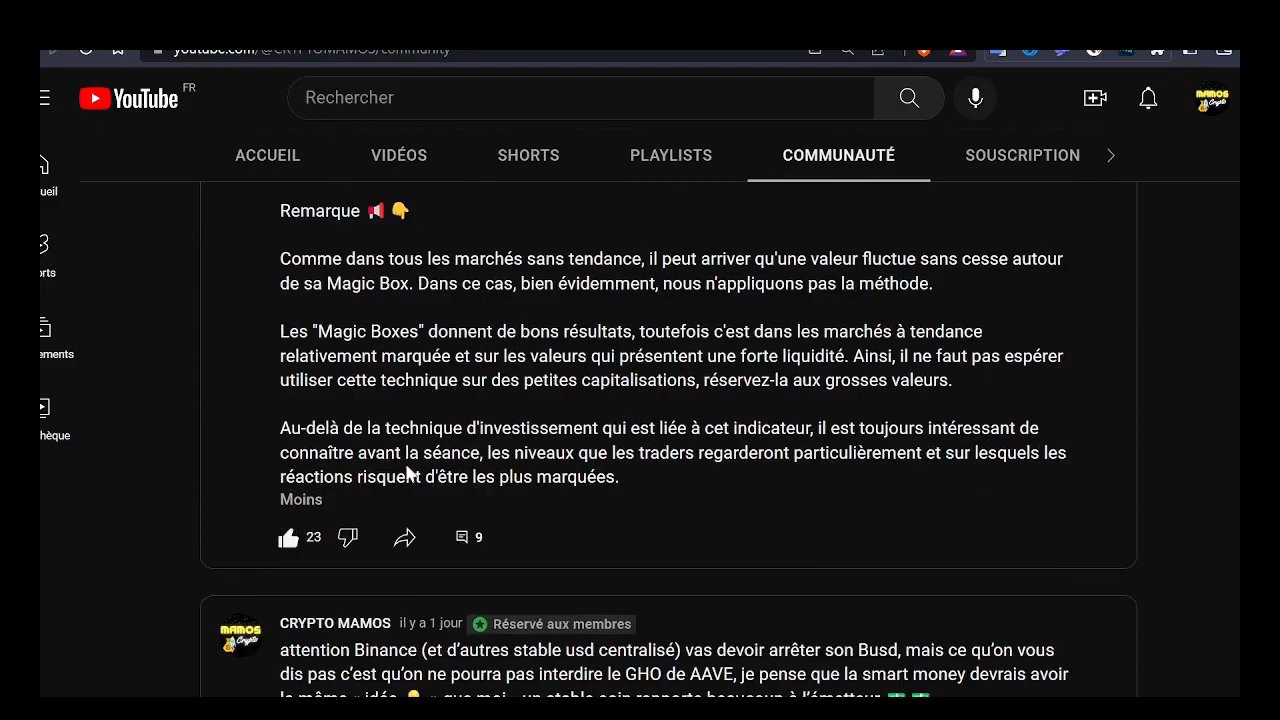 YouTube FR
Rechercher
MAMOS
Crypto
ACCUEIL VIDÉOS SHORTS PLAYLISTS COMMUNAUTÉ SOUSCRIPTION
ueil
orts
ements
thèque
Remarque 📢 👇
Comme dans tous les marchés sans tendance, il peut arriver qu'une valeur fluctue sans cesse autour
de sa Magic Box. Dans ce cas, bien évidemment, nous n'appliquons pas la méthode.
Les "Magic Boxes" donnent de bons résultats, toutefois c'est dans les marchés à tendance
relativement marquée et sur les valeurs qui présentent une forte liquidité. Ainsi, il ne faut pas espérer
utiliser cette technique sur des petites capitalisations, réservez-la aux grosses valeurs.
Au-delà de la technique d'investissement qui est liée à cet indicateur, il est toujours intéressant de
connaître avant la séance, les niveaux que les traders regarderont particulièrement et sur lesquels les
réactions risquent d'être les plus marquées.
Moins
23 9
MAMOS
Crypto
CRYPTO MAMOS il y a 1 jour Réservé aux membres
attention Binance (et d'autres stable usd centralisé) vas devoir arrêter son Busd, mais ce qu'on vous
dis pas c'est qu'on ne pourra pas interdire le GHO de AAVE, je pense que la smart money devrais avoir